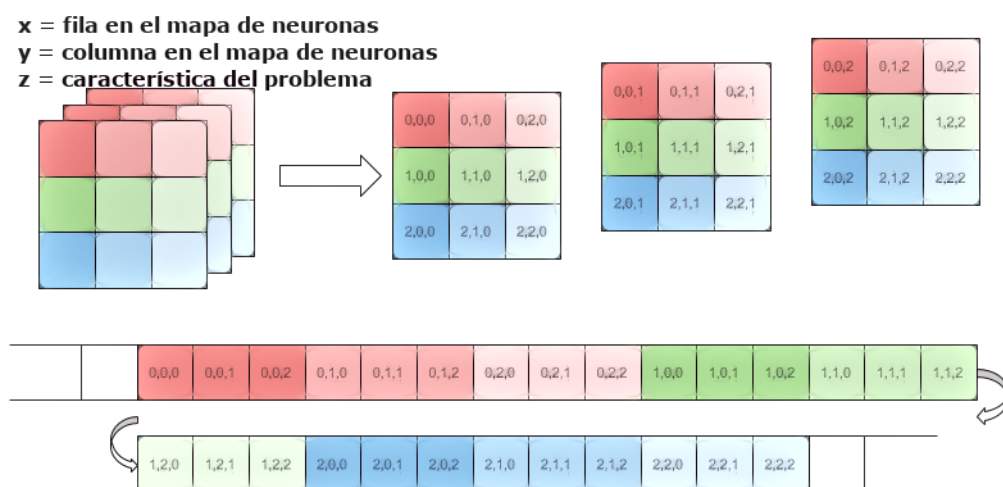 x = fila en el mapa de neuronas
y = columna en el mapa de neuronas
z = característica del problema
0,0,0 0,1,0 0,2,0
1,0,0 1,1,0 1,2,0
2,0,0 2,1,0 2,2,0
0,0,1 0,1,1 0,2,1
1,0,1 1,1,1 1,2,1
2,0,1 2,1,1 2,2,1
0,0,2 0,1,2 0,2,2
1,0,2 1,1,2 1,2,2
2,0,2 2,1,2 2,2,2
0,0,0 0,0,1 0,0,2 0,1,0 0,1,1 0,1,2 0,2,0 0,2,1 0,2,2 1,0,0 1,0,1 1,0,2 1,1,0 1,1,1 1,1,2
1,2,0 1,2,1 1,2,2 2,0,0 2,0,1 2,0,2 2,1,0 2,1,1 2,1,2 2,2,0 2,2,1 2,2,2